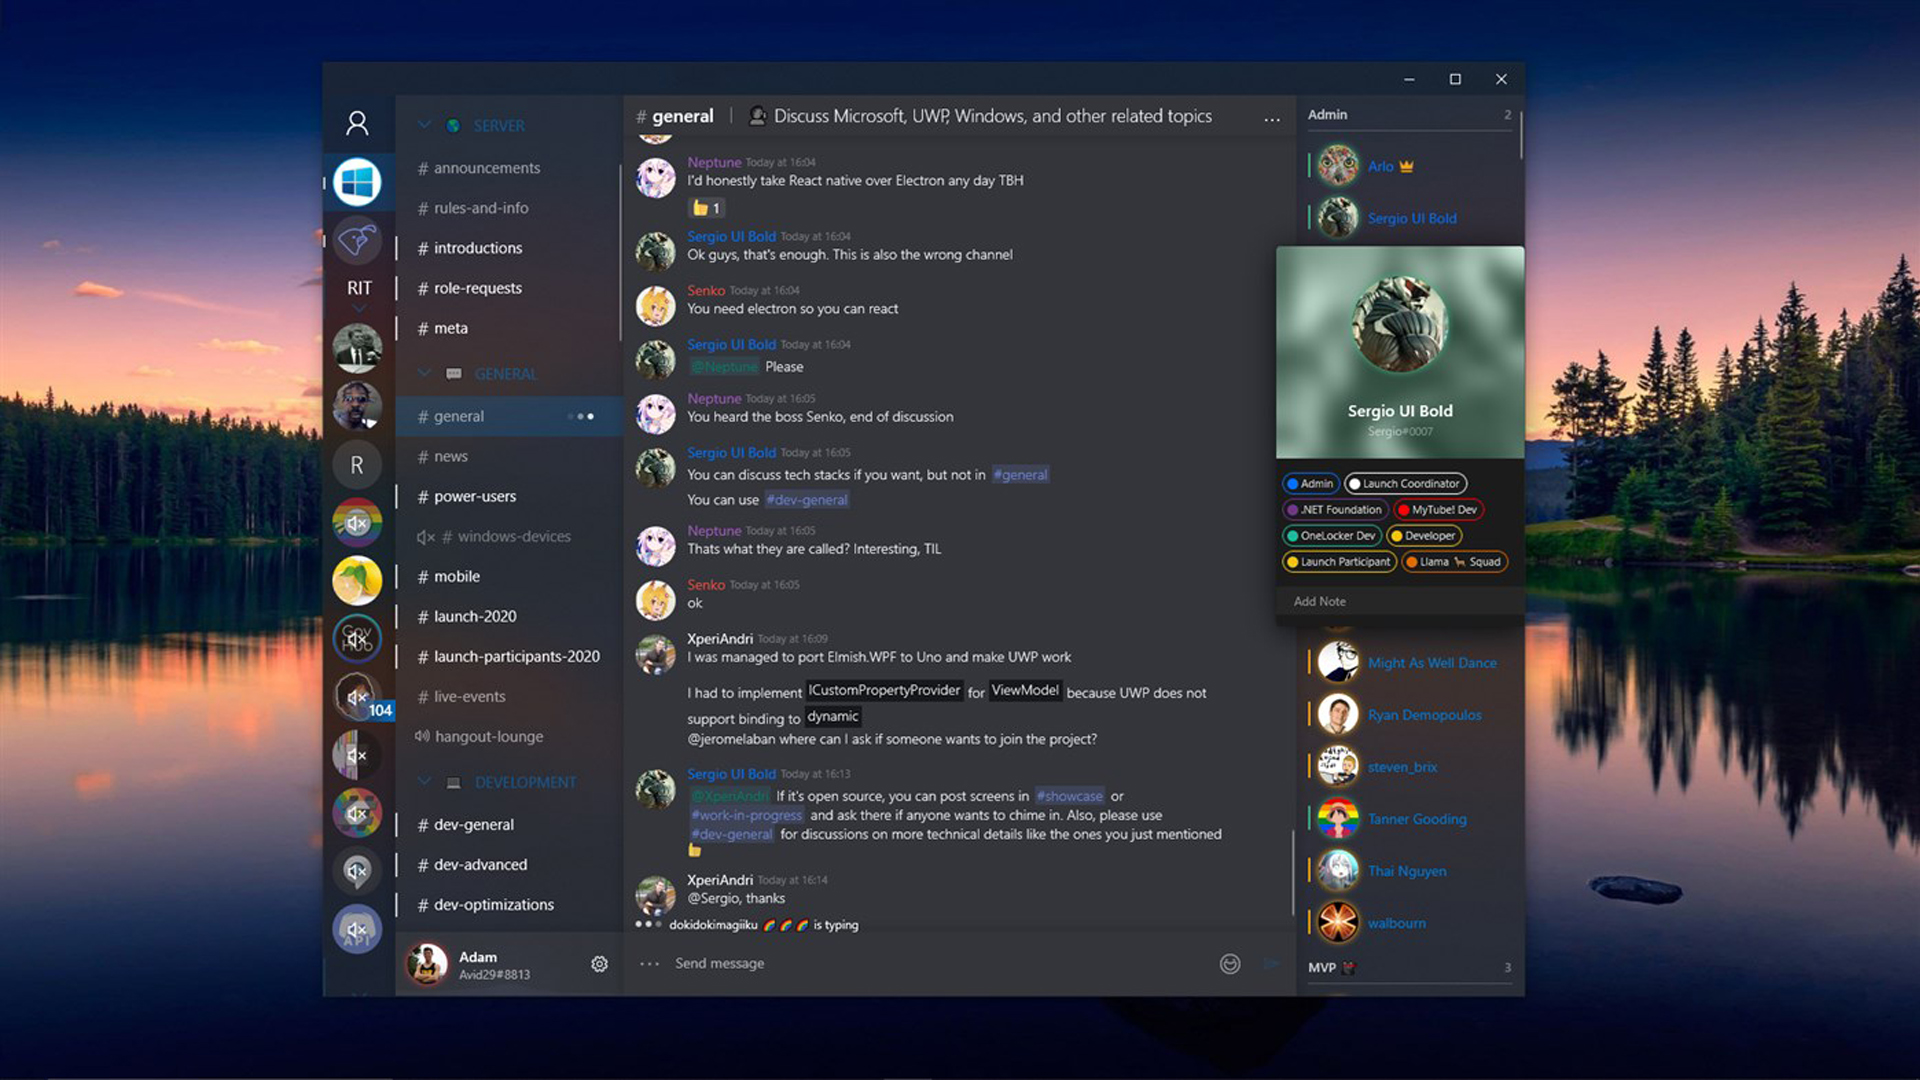 RIT
R
GovHub
104
API
SERVER
# announcements
# rules-and-info
# introductions
# role-requests
# meta
GENERAL
# general
# news
# power-users
# windows-devices
# mobile
# launch-2020
# launch-participants-2020
# live-events
hangout-lounge
DEVELOPMENT
# dev-general
# dev-advanced
# dev-optimizations
Adam
Avid29#8813
# general | Discuss Microsoft, UWP, Windows, and other related topics ...
Neptune Today at 16:04
I'd honestly take React native over Electron any day TBH
👍 1
Sergio UI Bold Today at 16:04
Ok guys, that's enough. This is also the wrong channel
Senko Today at 16:04
You need electron so you can react
Sergio UI Bold Today at 16:04
@Neptune Please
Neptune Today at 16:05
You heard the boss Senko, end of discussion
Sergio UI Bold Today at 16:05
You can discuss tech stacks if you want, but not in #general
You can use #dev-general
Neptune Today at 16:05
Thats what they are called? Interesting, TIL
Senko Today at 16:05
ok
XperiAndri Today at 16:09
I was managed to port Elmish.WPF to Uno and make UWP work
I had to implement ICustomPropertyProvider for ViewModel because UWP does not
support binding to dynamic
@jeromelaban where can I ask if someone wants to join the project?
Sergio UI Bold Today at 16:13
@XperiAndri If it's open source, you can post screens in #showcase or
#work-in-progress and ask there if anyone wants to chime in. Also, please use
#dev-general for discussions on more technical details like the ones you just mentioned
👍
XperiAndri Today at 16:14
@Sergio, thanks
dokidokimagiiku 🌈🌈🌈 is typing
Send message
Admin 2
Arlo 👑
Sergio UI Bold
Sergio UI Bold
Sergio#0007
Admin Launch Coordinator
.NET Foundation MyTube! Dev
OneLocker Dev Developer
Launch Participant Llama 🦙 Squad
Add Note
Might As Well Dance
Ryan Demopoulos
steven_brix
Tanner Gooding
Thai Nguyen
walbourn
MVP 3